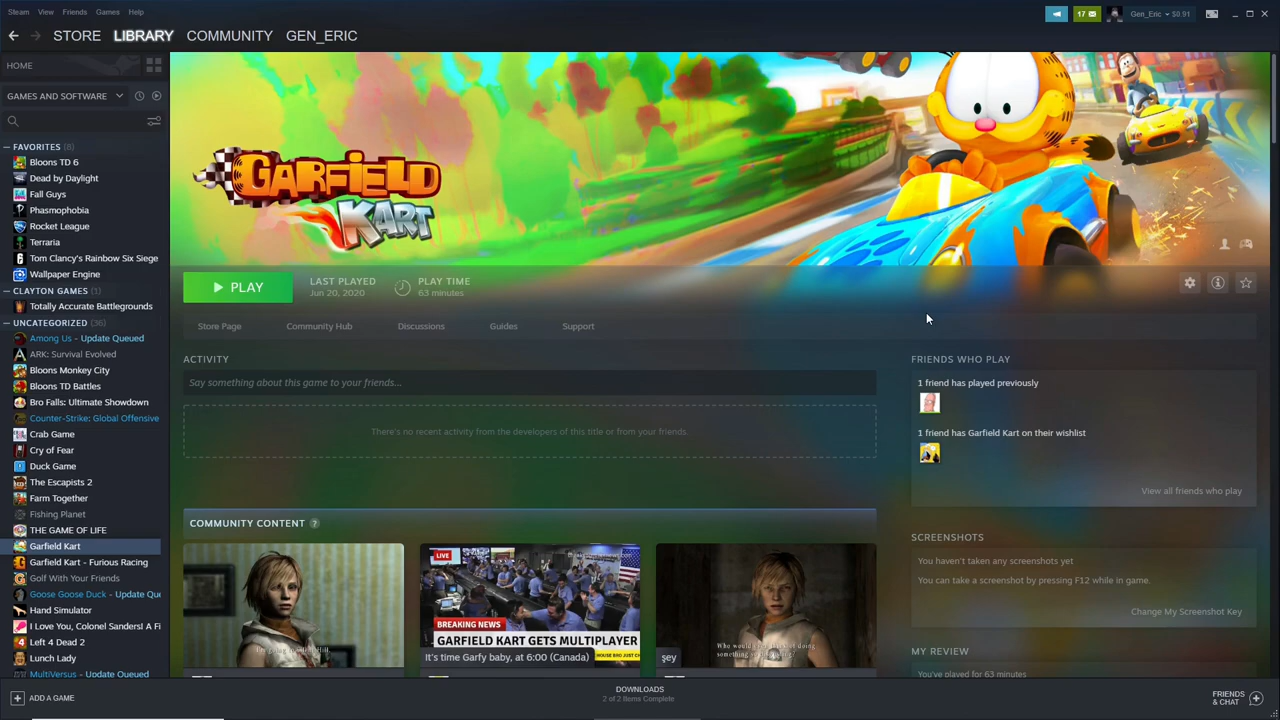 Steam View Friends Games Help
17
Gen_Eric $0.91
STORE LIBRARY COMMUNITY GEN_ERIC
HOME
GAMES AND SOFTWARE
FAVORITES (8)
Bloons TD 6
Dead by Daylight
Fall Guys
Phasmophobia
Rocket League
Terraria
Tom Clancy's Rainbow Six Siege
Wallpaper Engine
CLAYTON GAMES (1)
Totally Accurate Battlegrounds
UNCATEGORIZED (36)
Among Us - Update Queued
ARK: Survival Evolved
Bloons Monkey City
Bloons TD Battles
Bro Falls: Ultimate Showdown
Counter-Strike: Global Offensive
Crab Game
Cry of Fear
Duck Game
The Escapists 2
Farm Together
Fishing Planet
THE GAME OF LIFE
Garfield Kart
Garfield Kart - Furious Racing
Golf With Your Friends
Goose Goose Duck - Update Que
Hand Simulator
I Love You, Colonel Sanders! A Fi
Left 4 Dead 2
Lunch Lady
MultiVersus - Update Queued
ADD A GAME
GARFIELD
KART
PLAY
LAST PLAYED
Jun 20, 2020
PLAY TIME
63 minutes
Store Page Community Hub Discussions Guides Support
ACTIVITY
Say something about this game to your friends...
There's no recent activity from the developers of this title or from your friends.
COMMUNITY CONTENT ?
LIVE
BREAKING NEWS
GARFIELD KART GETS MULTIPLAYER
It's time Garfy baby, at 6:00 (Canada)
HOUSE BRO JUST
Who would
something
şey
FRIENDS WHO PLAY
1 friend has played previously
1 friend has Garfield Kart on their wishlist
View all friends who play
SCREENSHOTS
You haven't taken any screenshots yet
You can take a screenshot by pressing F12 while in game.
Change My Screenshot Key
MY REVIEW
You've played for 63 minutes
DOWNLOADS
2 of 2 Items Complete
FRIENDS
& CHAT